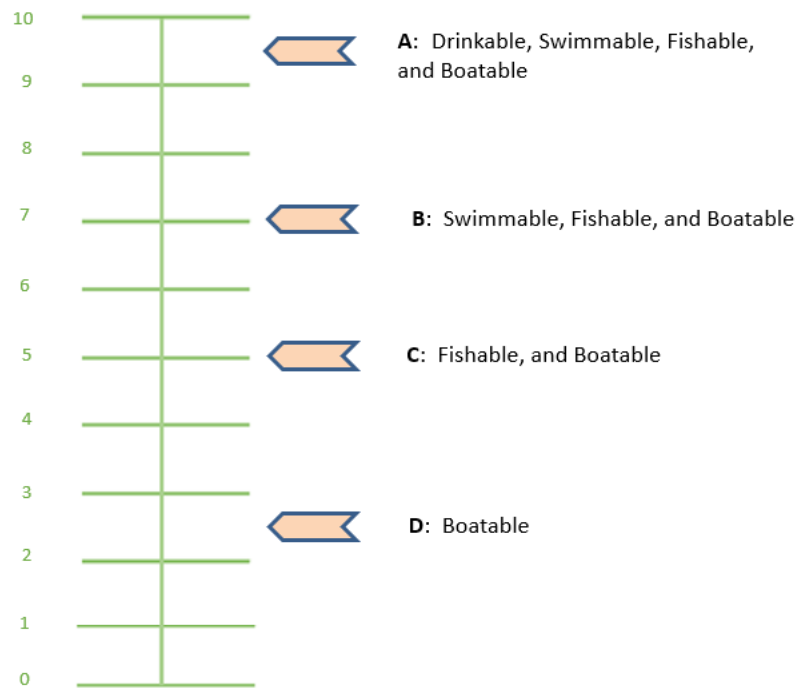 10
A: Drinkable, Swimmable, Fishable,
and Boatable
9
8
7
B: Swimmable, Fishable, and Boatable
6
5
C: Fishable, and Boatable
4
3
D: Boatable
2
1
0